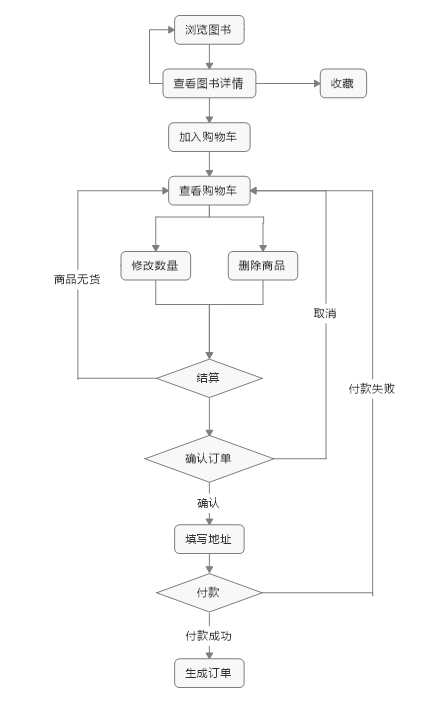 浏览图书
查看图书详情
收藏
加入购物车
查看购物车
修改数量
删除商品
商品无货
取消
结算
付款失败
确认订单
确认
填写地址
付款
付款成功
生成订单